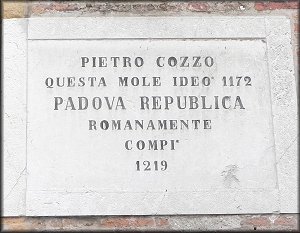 PIETRO COZZO
QUESTA MOLE IDEO' 1172
PADOVA REPUBLICA
ROMANAMENTE
COMPI'
1219